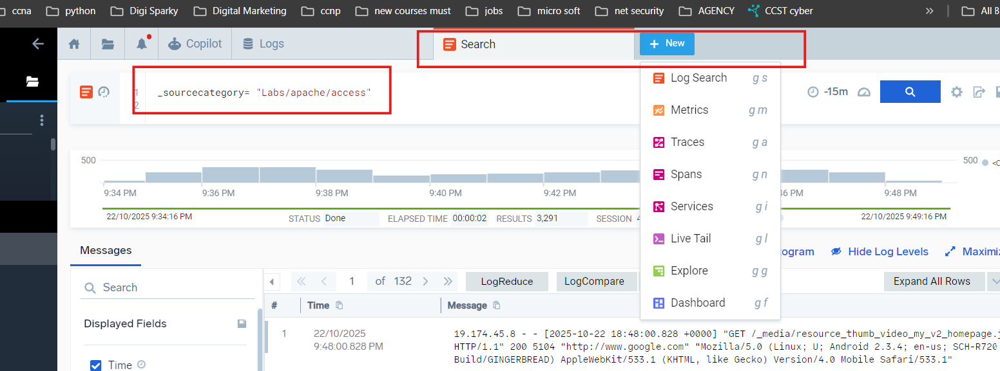 ccna python Digi Sparky Digital Marketing ccnp new courses must jobs micro soft net security AGENCY CCST cyber » All B
Copilot Logs Search + New
1 _sourcecategory= "Labs/apache/access"
2
-15m
Log Search g s
Metrics g m
Traces g a
Spans g n
Services g i
Live Tail g l
Explore g g
Dashboard g f
500 500
9:34 PM 9:36 PM 9:38 PM 9:40 PM 9:42 PM 46 PM 9:48 PM
22/10/2025 9:34:16 PM STATUS Done ELAPSED TIME 00:00:02 RESULTS 3,291 SESSION 22/10/2025 9:49:16 PM
Messages ogram Hide Log Levels Maximiz
Search 1 of 132 LogReduce LogCompare Expand All Rows
# Time Message
Displayed Fields
Time
1 22/10/2025 19.174.45.8 - - [2025-10-22 18:48:00.828 +0000] "GET /_media/resource_thumb_video_my_v2_homepage.j
9:48:00.828 PM HTTP/1.1" 200 5104 "http://www.google.com" "Mozilla/5.0 (Linux; U; Android 2.3.4; en-us; SCH-R720
Build/GINGERBREAD) AppleWebKit/533.1 (KHTML, like Gecko) Version/4.0 Mobile Safari/533.1"